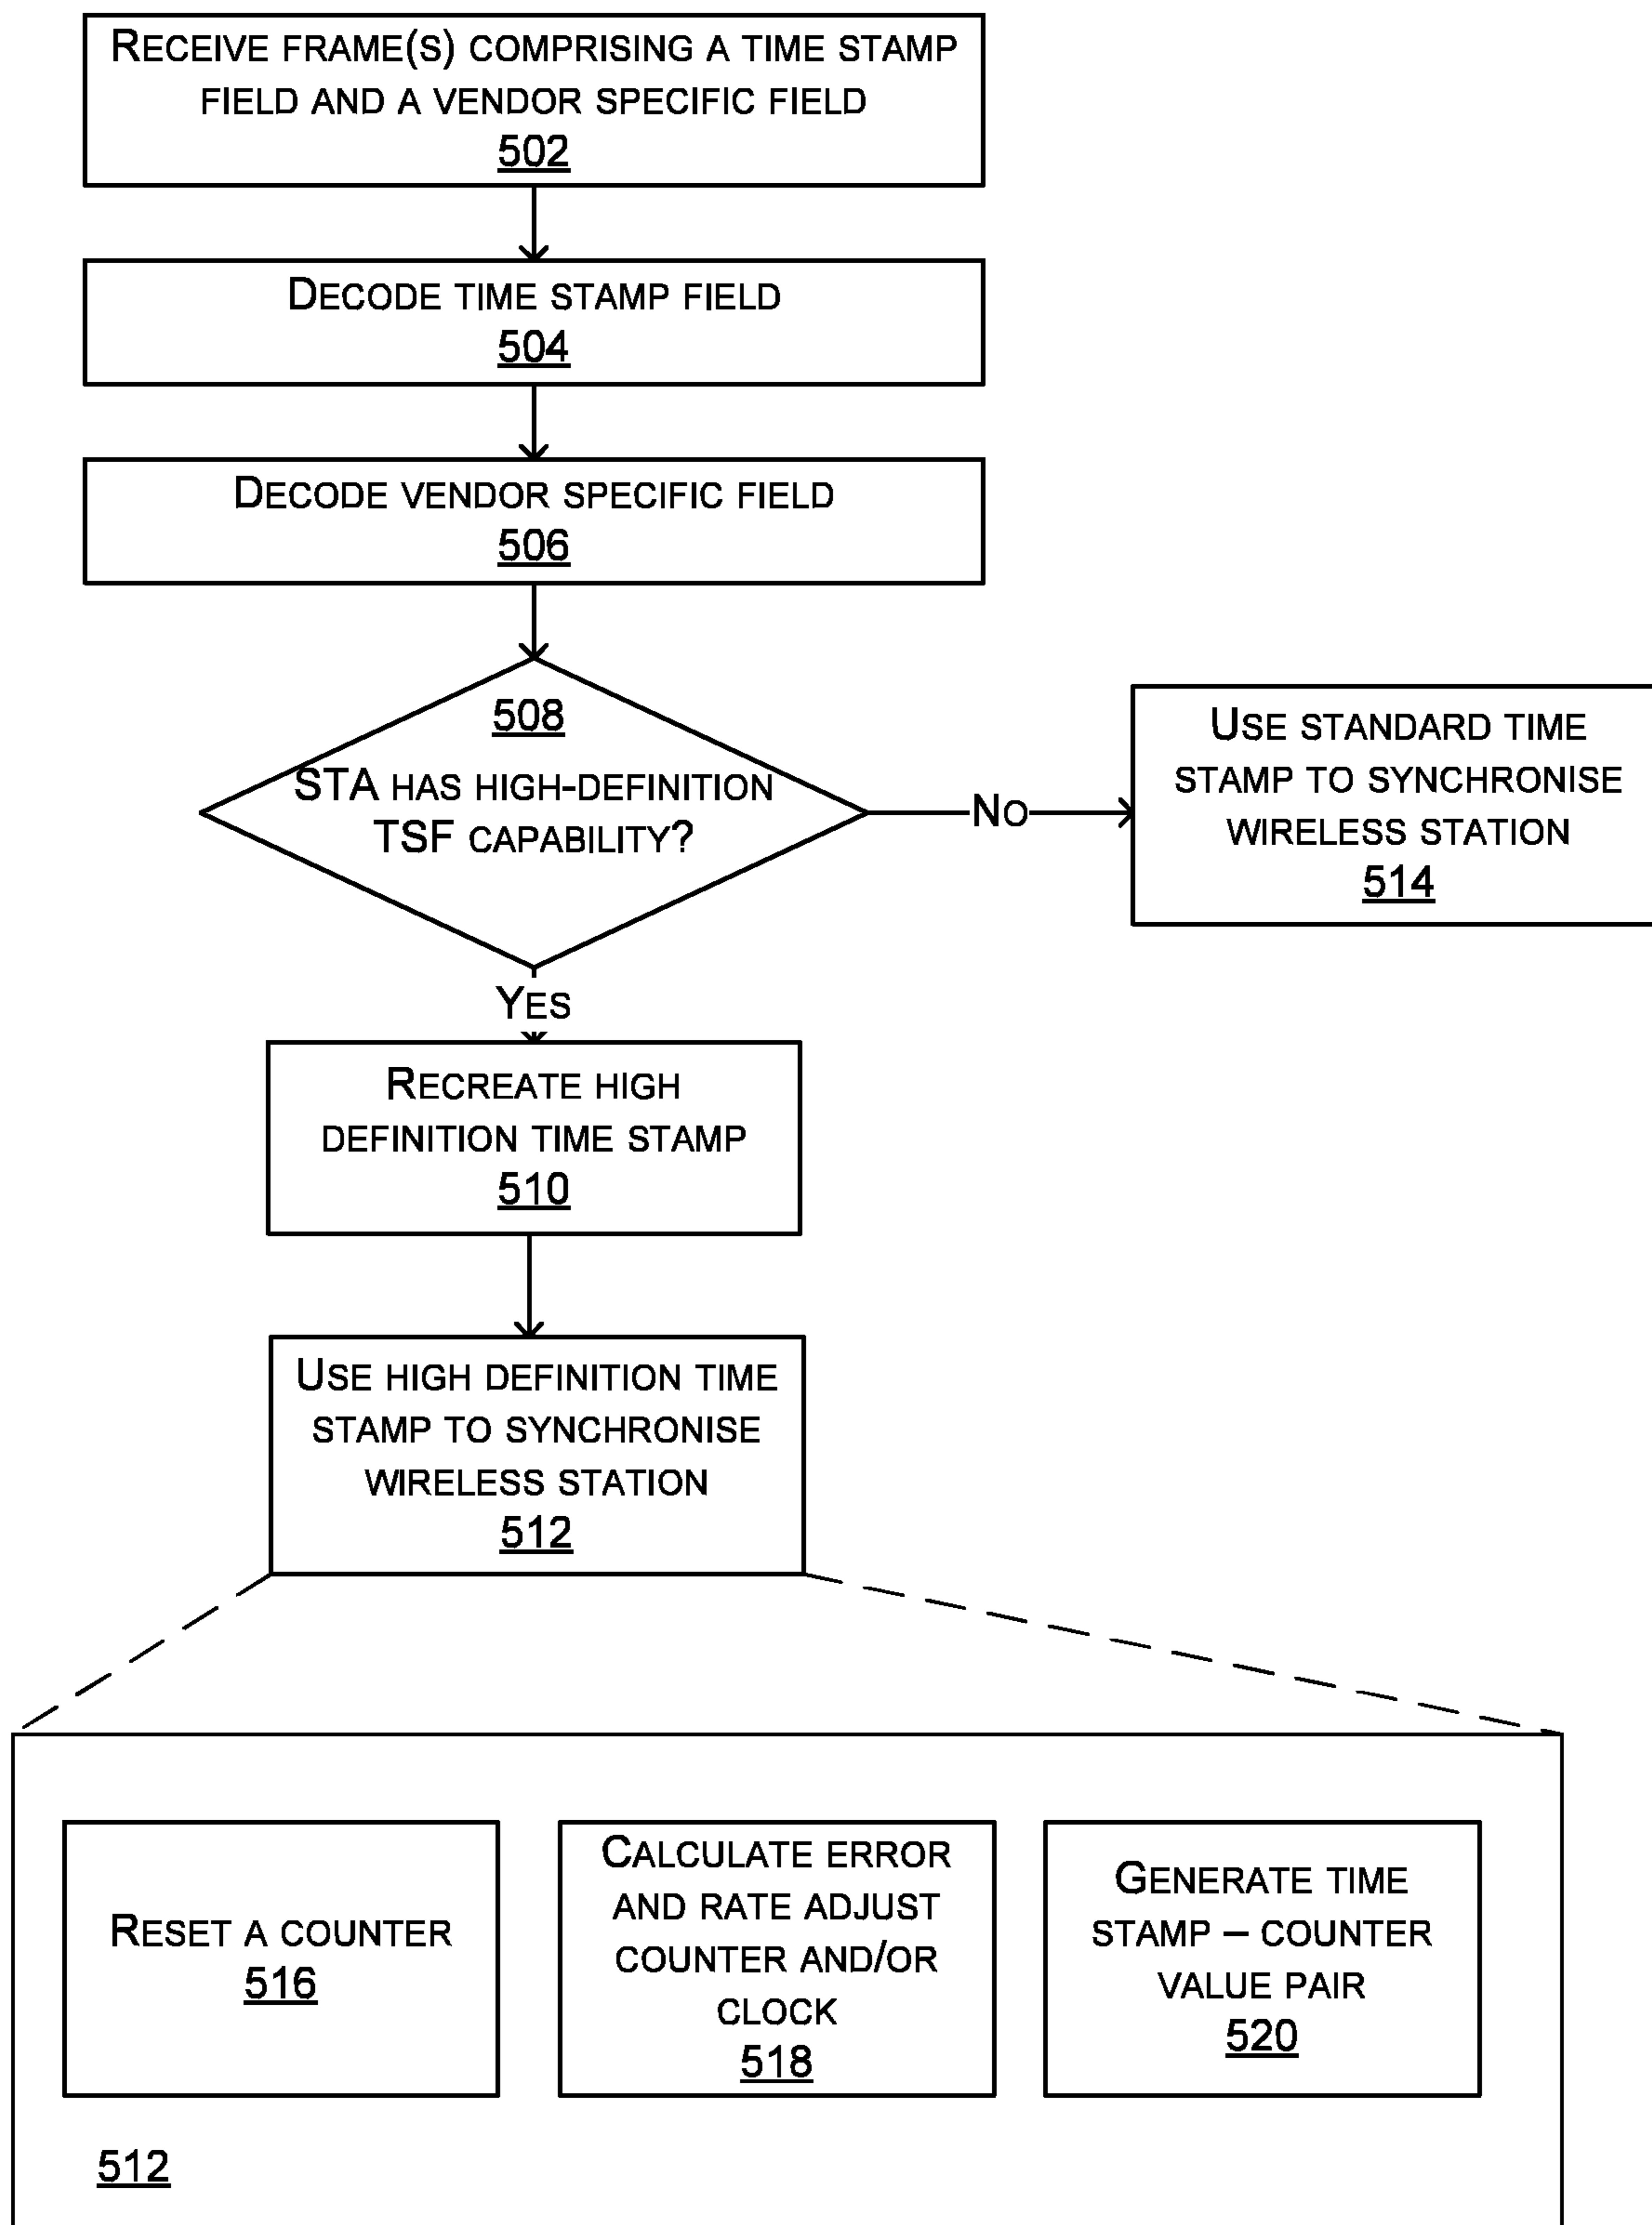 RECEIVE FRAME(S) COMPRISING A TIME STAMP
FIELD AND A VENDOR SPECIFIC FIELD
502
DECODE TIME STAMP FIELD
504
DECODE VENDOR SPECIFIC FIELD
506
508
STA HAS HIGH-DEFINITION
TSF CAPABILITY?
NO
USE STANDARD TIME
STAMP TO SYNCHRONISE
WIRELESS STATION
514
YES
RECREATE HIGH
DEFINITION TIME STAMP
510
USE HIGH DEFINITION TIME
STAMP TO SYNCHRONISE
WIRELESS STATION
512
RESET A COUNTER
516
CALCULATE ERROR
AND RATE ADJUST
COUNTER AND/OR
CLOCK
518
GENERATE TIME
STAMP – COUNTER
VALUE PAIR
520
512